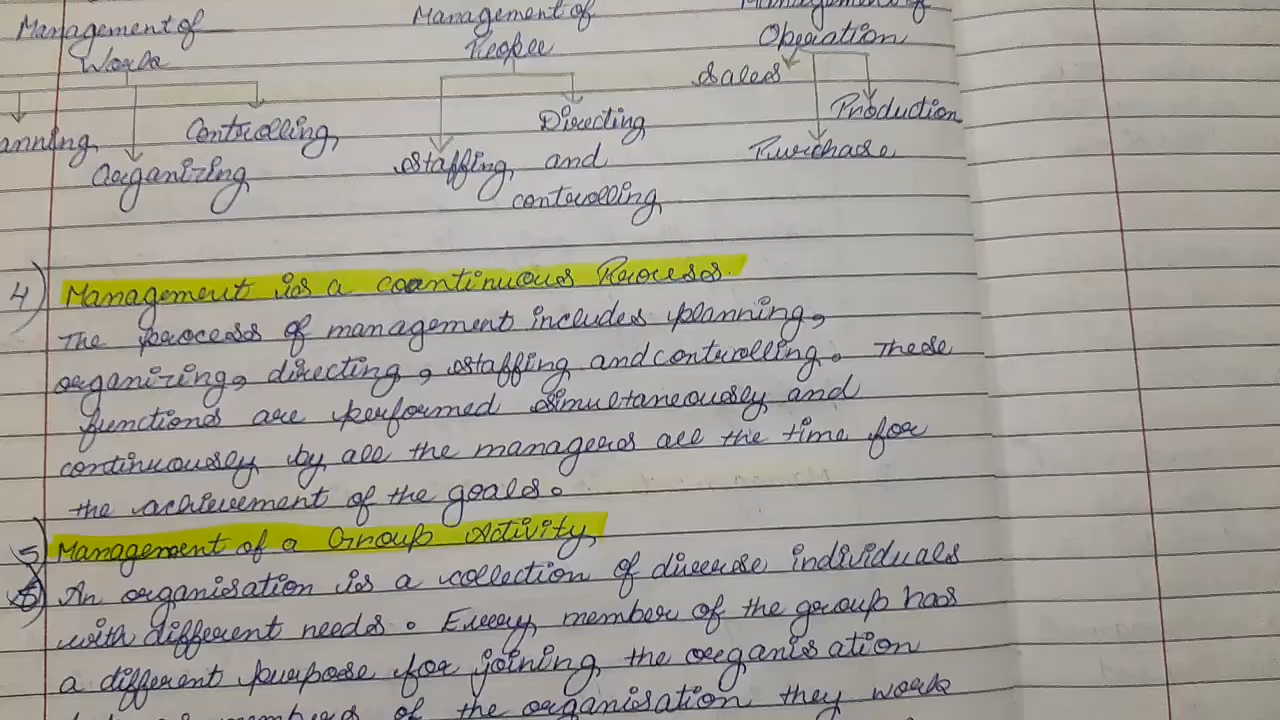 Management of
Work
anning,
Organizing
Controlling,
Management of
People
Staffing, and
Directing
controlling
Management of
Operation
Sales
Purchase
Production
4) Management is a continuous Process.
The process of management includes planning,
organizing, directing, staffing and controlling. These
functions are performed simultaneously and
continuously by all the managers all the time for
the achievement of the goals.
5) Management of a Group Activity
An organisation is a collection of diverse individuals
with different needs. Every member of the group has
a different purpose for joining the organisation
members of the organisation they work